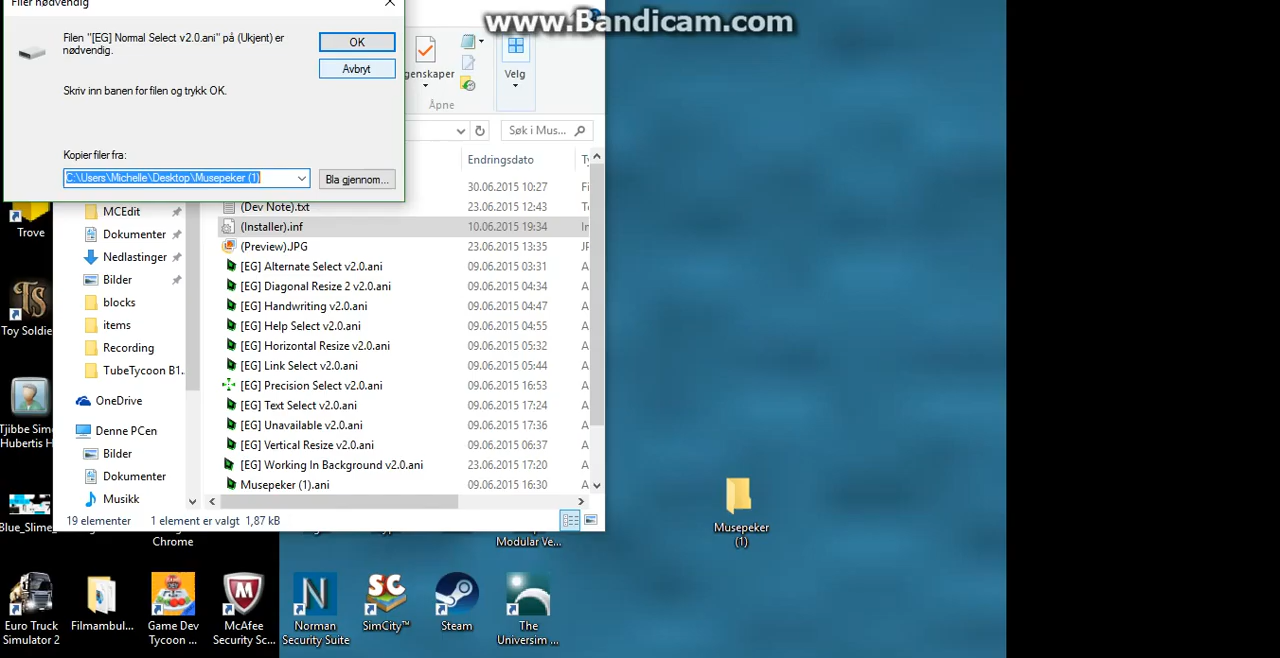 Filer nødvendig
www.Bandicam.com
Filen "[EG] Normal Select v2.0.ani" på (Ukjent) er
nødvendig.
OK
Avbryt
Skriv inn banen for filen og trykk OK.
Kopier filer fra:
C:\Users\Michelle\Desktop\Musepeker (1)
Bla gjennom...
genskaper
Velg
Åpne
Søk i Mus...
Endringsdato
30.06.2015 10:27
(Dev Note).txt 23.06.2015 12:43
(Installer).inf 10.06.2015 19:34
(Preview).JPG 23.06.2015 13:35
[EG] Alternate Select v2.0.ani 09.06.2015 03:31
[EG] Diagonal Resize 2 v2.0.ani 09.06.2015 04:34
[EG] Handwriting v2.0.ani 09.06.2015 04:47
[EG] Help Select v2.0.ani 09.06.2015 04:55
[EG] Horizontal Resize v2.0.ani 09.06.2015 05:32
[EG] Link Select v2.0.ani 09.06.2015 05:44
[EG] Precision Select v2.0.ani 09.06.2015 16:53
[EG] Text Select v2.0.ani 09.06.2015 17:24
[EG] Unavailable v2.0.ani 09.06.2015 17:36
[EG] Vertical Resize v2.0.ani 09.06.2015 06:37
[EG] Working In Background v2.0.ani 23.06.2015 17:20
Musepeker (1).ani 09.06.2015 16:30
MCEdit
Dokumenter
Nedlastinger
Bilder
blocks
items
Recording
TubeTycoon B1..
OneDrive
Denne PCen
Bilder
Dokumenter
Musikk
19 elementer 1 element er valgt 1,87 kB
Trove
Toy Soldie
Tjibbe Sim
Hubertis H
Blue_Slime_
Chrome
Modular Ve...
Musepeker
(1)
Euro Truck
Simulator 2
Filmambul...
Game Dev
Tycoon ...
McAfee
Security Sc...
Norman
Security Suite
SimCity™
Steam
The
Universim ...